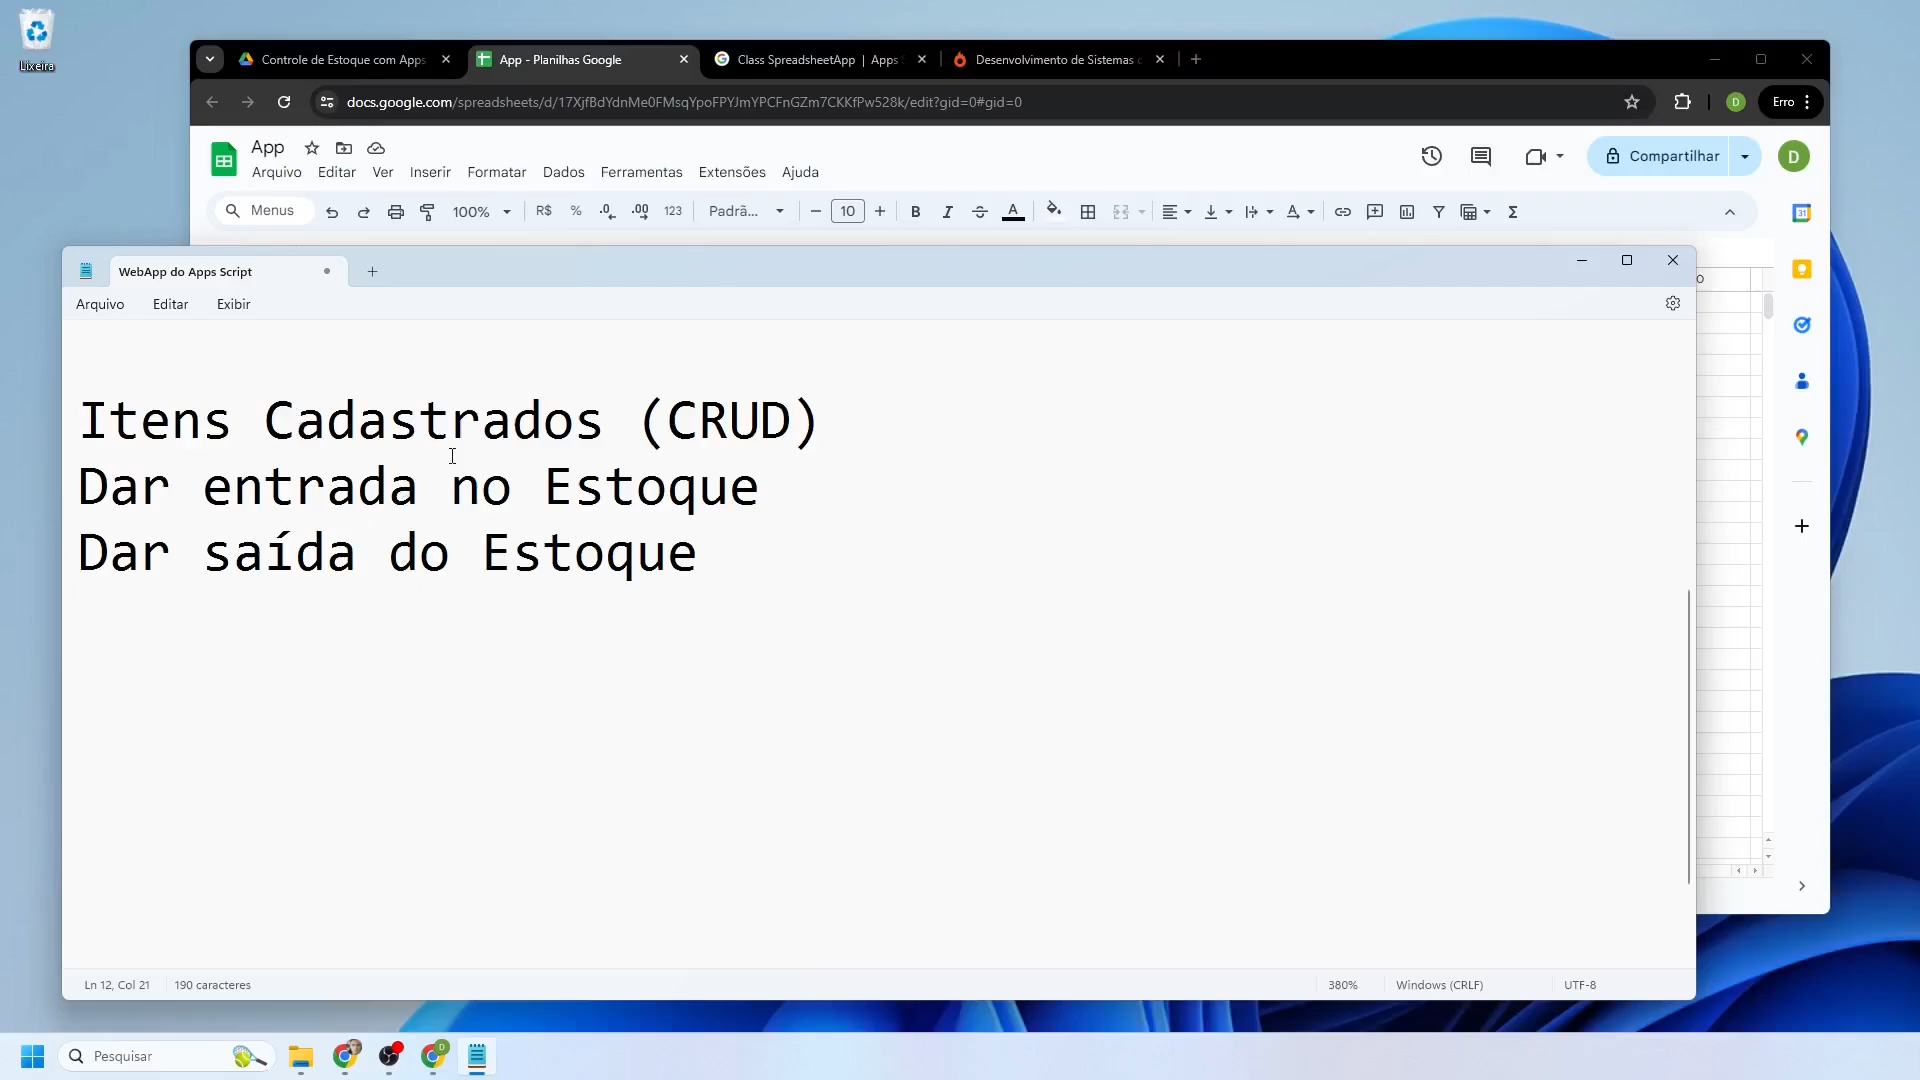 Lixeira
Controle de Estoque com Apps
App - Planilhas Google
Class SpreadsheetApp | Apps
Desenvolvimento de Sistemas
docs.google.com/spreadsheets/d/17XjfBdYdnMe0FMsqYpoFPYJmYPCFnGZm7CKKfPw528k/edit?gid=0#gid=0
Erro
App
Arquivo Editar Ver Inserir Formatar Dados Ferramentas Extensões Ajuda
Compartilhar
D
Menus
100%
R$ % .0 .00 123
Padrã...
10
B I A
WebApp do Apps Script
Arquivo Editar Exibir
Itens Cadastrados (CRUD)
Dar entrada no Estoque
Dar saída do Estoque
Ln 12, Col 21
190 caracteres
380%
Windows (CRLF)
UTF-8
Pesquisar